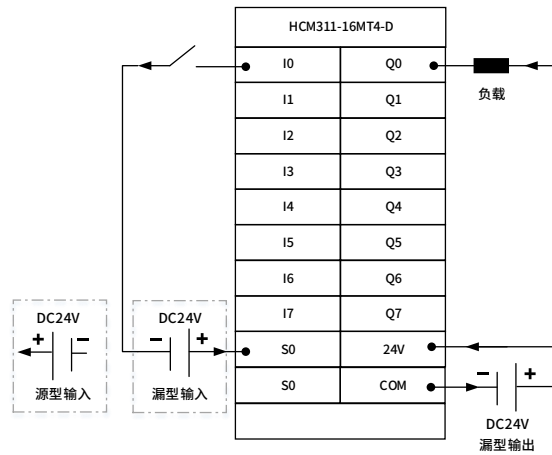 HCM311-16MT4-D
I0 Q0
I1 Q1
I2 Q2
I3 Q3
I4 Q4
I5 Q5
I6 Q6
I7 Q7
S0 24V
S0 COM
负载
DC24V
+ −
源型输入
DC24V
− +
漏型输入
− +
DC24V
漏型输出